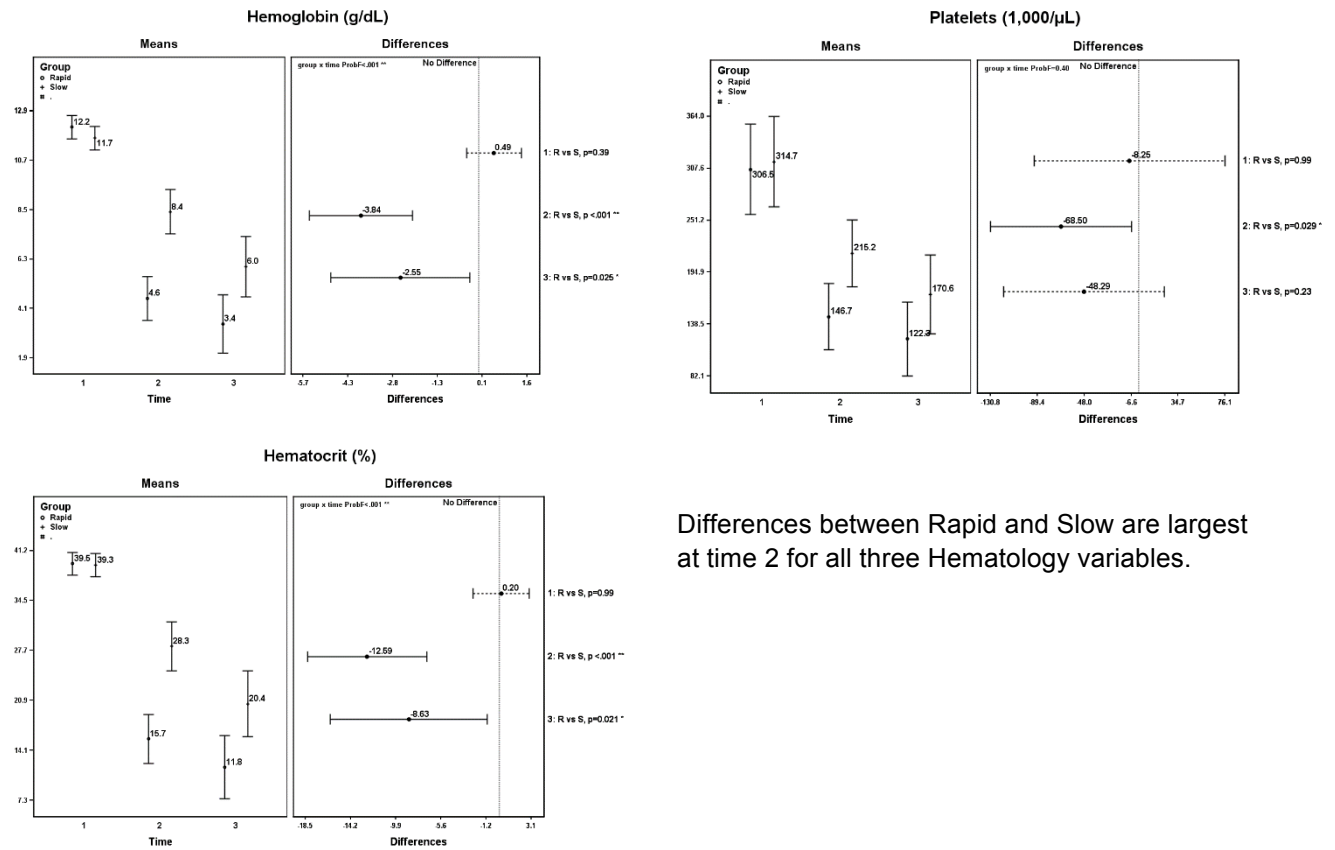 Hemoglobin (g/dL)
Means
Differences
Group
Rapid
Slow
.
group x time ProbF<.001 **
No Difference
12.9
10.7
8.5
6.3
4.1
1.9
12.2
11.7
8.4
4.6
6.0
3.4
0.49
-3.84
-2.55
1: R vs S, p=0.39
2: R vs S, p <.001 **
3: R vs S, p=0.025 *
1 2 3
Time
-5.7 -4.3 -2.8 -1.3 0.1 1.6
Differences
Platelets (1,000/µL)
Means
Differences
Group
Rapid
Slow
.
group x time ProbF=0.40
No Difference
364.0
307.6
251.2
194.9
138.5
82.1
306.5
314.7
215.2
146.7
170.6
122.3
-8.25
-68.50
-48.29
1: R vs S, p=0.99
2: R vs S, p=0.029 *
3: R vs S, p=0.23
1 2 3
Time
-130.8 -89.4 -48.0 -6.6 34.7 76.1
Differences
Hematocrit (%)
Means
Differences
Group
Rapid
Slow
.
group x time ProbF<.001 **
No Difference
41.2
34.5
27.7
20.9
14.1
7.3
39.5
39.3
28.3
15.7
20.4
11.8
0.20
-12.59
-8.63
1: R vs S, p=0.99
2: R vs S, p <.001 **
3: R vs S, p=0.021 *
1 2 3
Time
-18.5 -14.2 -9.9 -5.6 -1.2 3.1
Differences
Differences between Rapid and Slow are largest
at time 2 for all three Hematology variables.